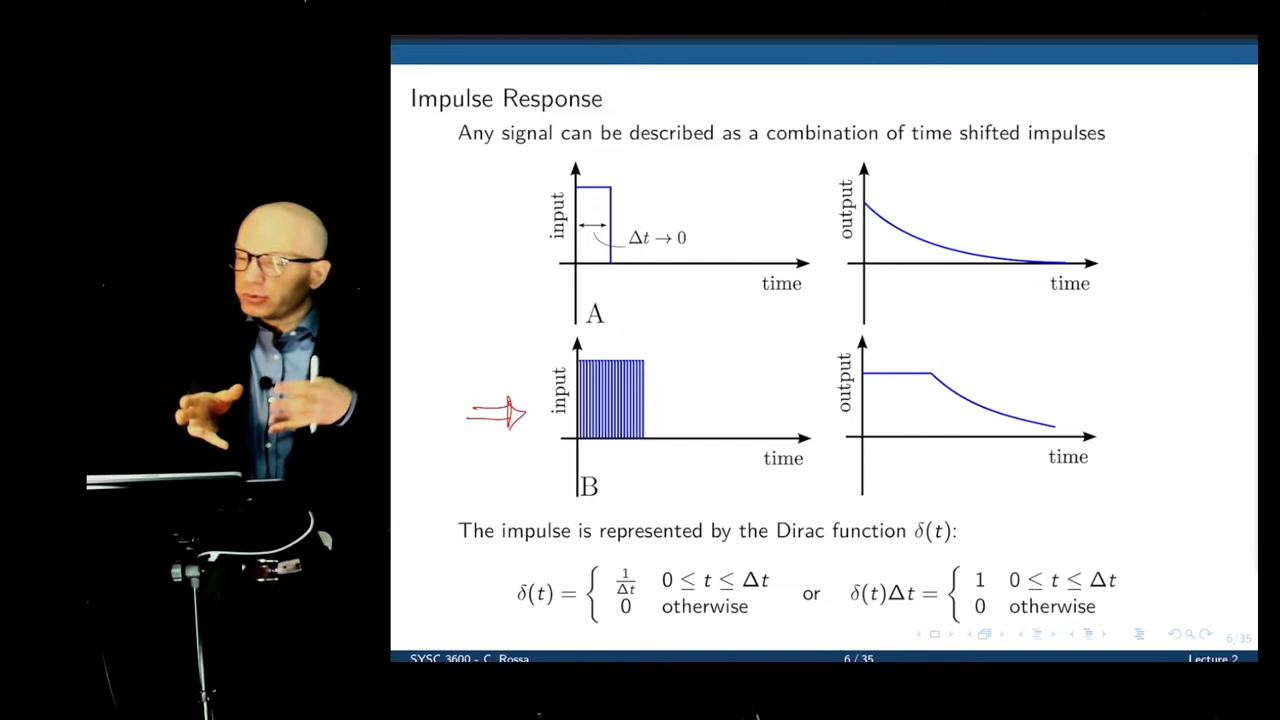 Impulse Response
Any signal can be described as a combination of time shifted impulses
input
Δt → 0
time
A
output
time
input
time
B
output
time
The impulse is represented by the Dirac function δ(t):
δ(t) = { 1/Δt 0 ≤ t ≤ Δt
0 otherwise
or
δ(t)Δt = { 1 0 ≤ t ≤ Δt
0 otherwise
6/35
SYSC 3600 - C. Rossa 6 / 35 Lecture 2